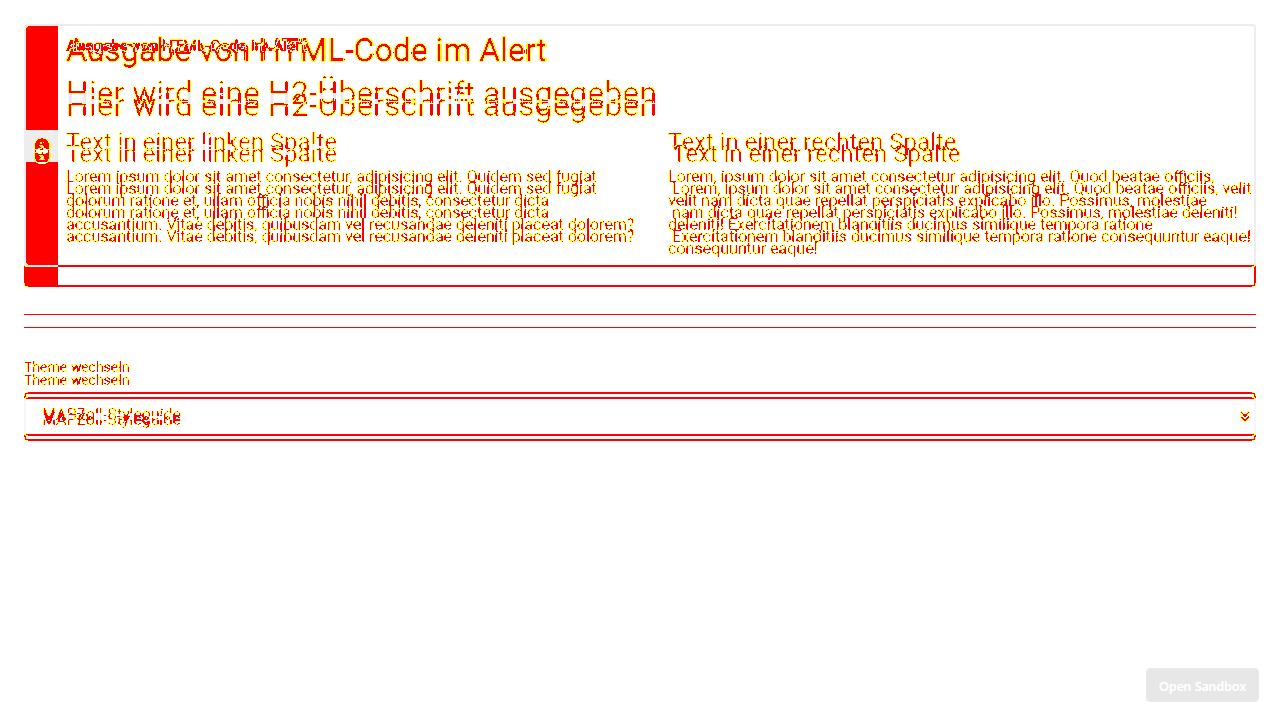 Ausgabe von HTML-Code im Alert
Ausgabe von HTML-Code im Alert
Hier wird eine H2-Überschrift ausgegeben
Hier wird eine H2-Überschrift ausgegeben
Text in einer linken Spalte
Text in einer linken Spalte
Lorem ipsum dolor sit amet consectetur, adipisicing elit. Quidem sed fugiat
Lorem ipsum dolor sit amet consectetur, adipisicing elit. Quidem sed fugiat
dolorum ratione et, ullam officia nobis nihil debitis, consectetur dicta
dolorum ratione et, ullam officia nobis nihil debitis, consectetur dicta
accusantium. Vitae debitis, quibusdam vel recusandae deleniti placeat dolorem?
accusantium. Vitae debitis, quibusdam vel recusandae deleniti placeat dolorem?
Text in einer rechten Spalte
Text in einer rechten Spalte
Lorem, ipsum dolor sit amet consectetur adipisicing elit. Quod beatae officiis,
Lorem, ipsum dolor sit amet consectetur adipisicing elit. Quod beatae officiis, velit
velit nam dicta quae repellat perspiciatis explicabo illo. Possimus, molestiae
nam dicta quae repellat perspiciatis explicabo illo. Possimus, molestiae deleniti!
deleniti! Exercitationem blanditiis ducimus similique tempora ratione
Exercitationem blanditiis ducimus similique tempora ratione consequuntur eaque!
consequuntur eaque!
Theme wechseln
Theme wechseln
Styleguide
Open Sandbox